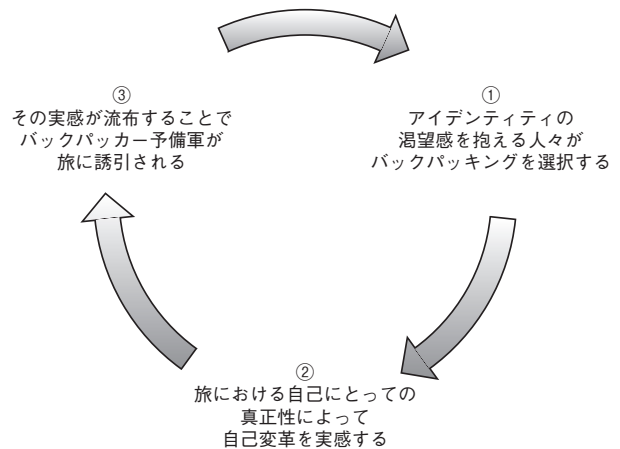 ①
アイデンティティの
渇望感を抱える人々が
バックパッキングを選択する
②
旅における自己にとっての
真正性によって
自己変革を実感する
③
その実感が流布することで
バックパッカー予備軍が
旅に誘引される